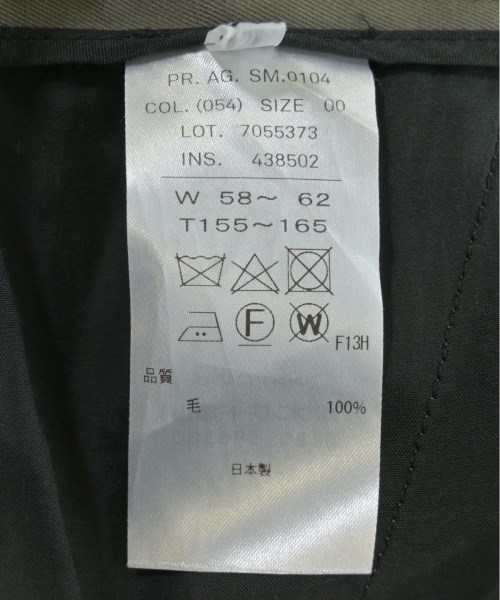 PR. AG. SM.0104
COL. (054) SIZE 00
LOT. 7055373
INS. 438502
W 58～ 62
T155～165
F W F13H
品質
毛 100%
日本製